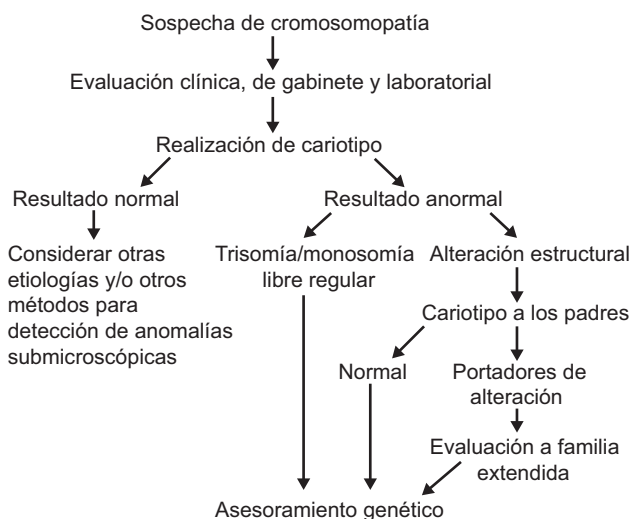 Sospecha de cromosomopatía
Evaluación clínica, de gabinete y laboratorial
Realización de cariotipo
Resultado normal
Resultado anormal
Considerar otras
etiologías y/o otros
métodos para
detección de anomalías
submicroscópicas
Trisomía/monosomía
libre regular
Alteración estructural
Cariotipo a los padres
Normal
Portadores de
alteración
Evaluación a familia
extendida
Asesoramiento genético